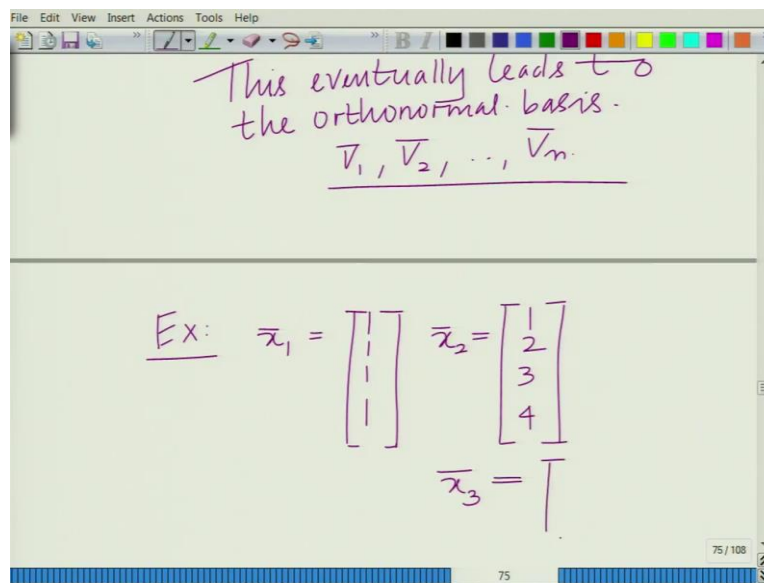 File Edit View Insert Actions Tools Help
B I
This eventually leads to
the orthonormal basis.
V̅₁, V̅₂, .., V̅ₙ.
Ex: x̅₁ = [1 1 1 1] x̅₂ = [1 2 3 4]
x̅₃ = [
75 / 108
75